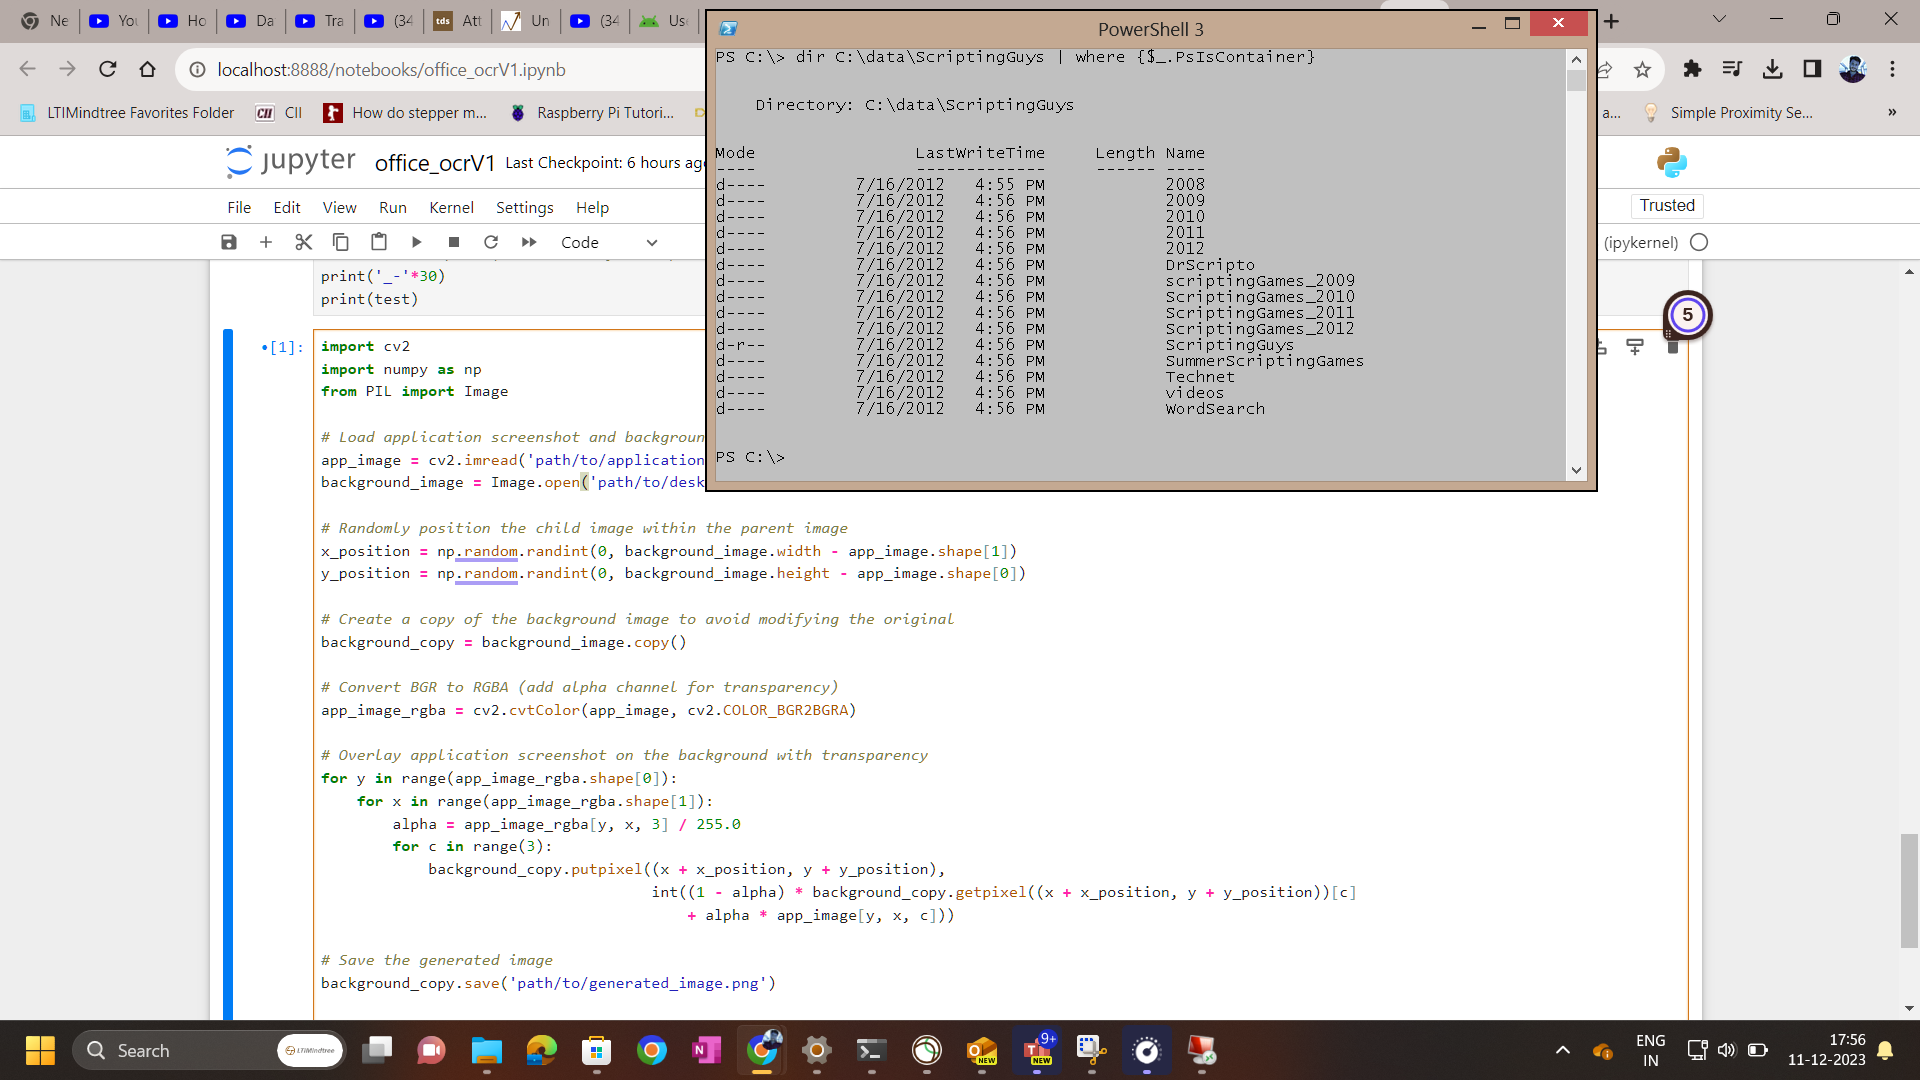 Ne
You
Ho
Da
Tra
(34
tds Att
Un
(34
Us
localhost:8888/notebooks/office_ocrV1.ipynb
LTIMindtree Favorites Folder
CII CII
How do stepper m...
Raspberry Pi Tutori...
a...
Simple Proximity Se...
»
PowerShell 3
PS C:\> dir C:\data\ScriptingGuys | where {$_.PsIsContainer}
Directory: C:\data\ScriptingGuys
Mode LastWriteTime Length Name
---- ------------- ------ ----
d---- 7/16/2012 4:55 PM 2008
d---- 7/16/2012 4:56 PM 2009
d---- 7/16/2012 4:56 PM 2010
d---- 7/16/2012 4:56 PM 2011
d---- 7/16/2012 4:56 PM 2012
d---- 7/16/2012 4:56 PM DrScripto
d---- 7/16/2012 4:56 PM scriptingGames_2009
d---- 7/16/2012 4:56 PM ScriptingGames_2010
d---- 7/16/2012 4:56 PM ScriptingGames_2011
d---- 7/16/2012 4:56 PM ScriptingGames_2012
d-r-- 7/16/2012 4:56 PM ScriptingGuys
d---- 7/16/2012 4:56 PM SummerScriptingGames
d---- 7/16/2012 4:56 PM Technet
d---- 7/16/2012 4:56 PM videos
d---- 7/16/2012 4:56 PM WordSearch
PS C:\>
jupyter office_ocrV1 Last Checkpoint: 6 hours ago
File Edit View Run Kernel Settings Help
Trusted
Code
(ipykernel)
5
print('_-'*30)
print(test)
•[1]:
import cv2
import numpy as np
from PIL import Image
# Load application screenshot and backgroun
app_image = cv2.imread('path/to/application
background_image = Image.open('path/to/desk
# Randomly position the child image within the parent image
x_position = np.random.randint(0, background_image.width - app_image.shape[1])
y_position = np.random.randint(0, background_image.height - app_image.shape[0])
# Create a copy of the background image to avoid modifying the original
background_copy = background_image.copy()
# Convert BGR to RGBA (add alpha channel for transparency)
app_image_rgba = cv2.cvtColor(app_image, cv2.COLOR_BGR2BGRA)
# Overlay application screenshot on the background with transparency
for y in range(app_image_rgba.shape[0]):
for x in range(app_image_rgba.shape[1]):
alpha = app_image_rgba[y, x, 3] / 255.0
for c in range(3):
background_copy.putpixel((x + x_position, y + y_position),
int((1 - alpha) * background_copy.getpixel((x + x_position, y + y_position))[c]
+ alpha * app_image[y, x, c]))
# Save the generated image
background_copy.save('path/to/generated_image.png')
Search
LTIMindtree
NEW
9+
NEW
ENG
IN
17:56
11-12-2023